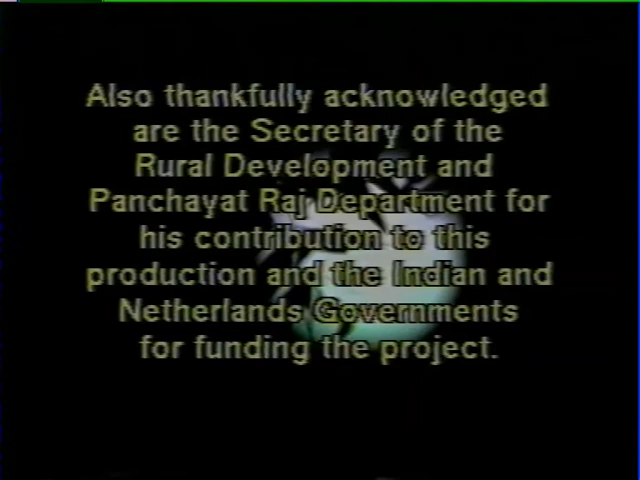 Also thankfully acknowledged
are the Secretary of the
Rural Development and
Panchayat Raj Department for
his contribution to this
production and the Indian and
Netherlands Governments
for funding the project.